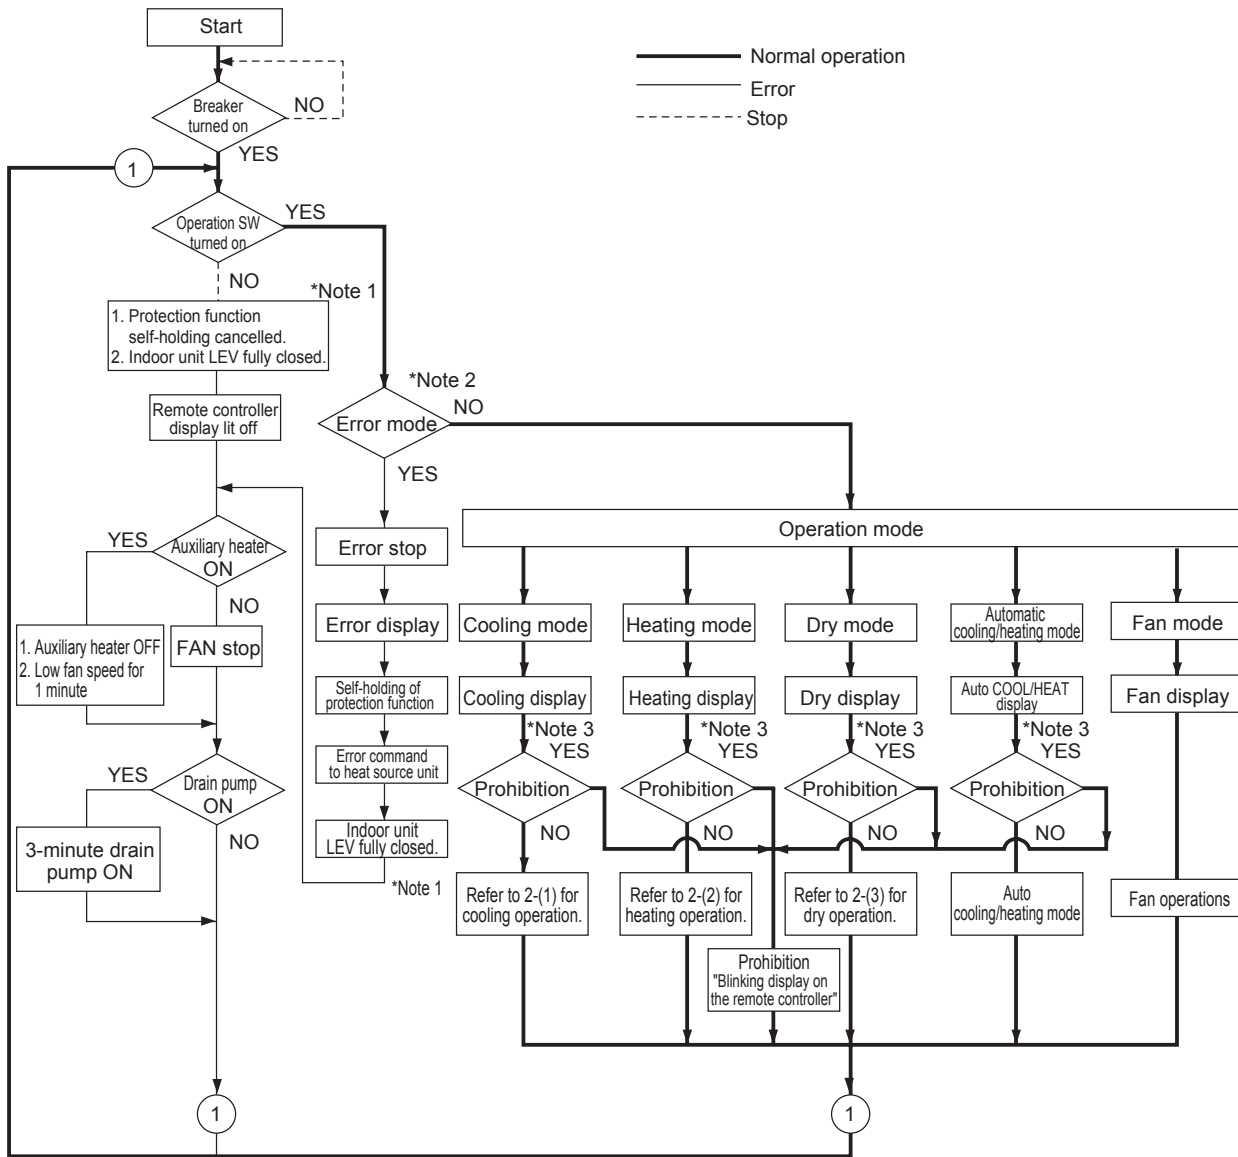 Start
Normal operation
Error
Stop
Breaker
turned on
NO
YES
1
Operation SW
turned on
YES
NO
*Note 1
1. Protection function
self-holding cancelled.
2. Indoor unit LEV fully closed.
Remote controller
display lit off
*Note 2
Error mode
NO
YES
Auxiliary heater
ON
YES
NO
1. Auxiliary heater OFF
2. Low fan speed for
1 minute
FAN stop
Drain pump
ON
YES
NO
3-minute drain
pump ON
Error stop
Error display
Self-holding of
protection function
Error command
to heat source unit
Indoor unit
LEV fully closed.
*Note 1
Operation mode
Cooling mode
Heating mode
Dry mode
Automatic
cooling/heating mode
Fan mode
Cooling display
Heating display
Dry display
Auto COOL/HEAT
display
Fan display
*Note 3
YES
*Note 3
YES
*Note 3
YES
*Note 3
YES
Prohibition
Prohibition
Prohibition
Prohibition
NO
NO
NO
NO
Refer to 2-(1) for
cooling operation.
Refer to 2-(2) for
heating operation.
Refer to 2-(3) for
dry operation.
Auto
cooling/heating mode
Fan operations
Prohibition
"Blinking display on
the remote controller"
1
1